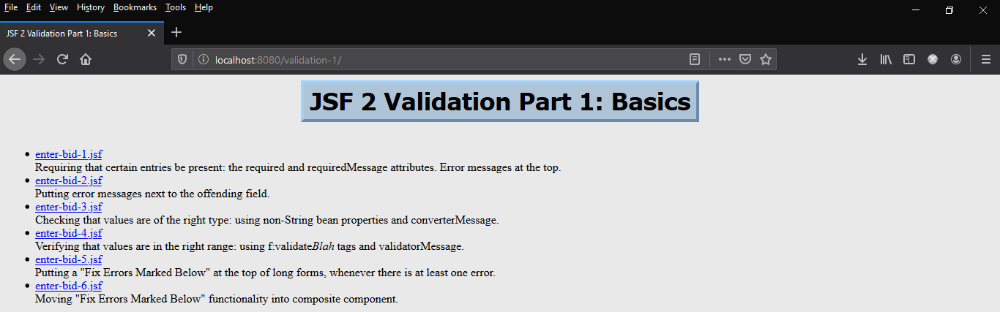 File Edit View History Bookmarks Tools Help
JSF 2 Validation Part 1: Basics
localhost:8080/validation-1/
JSF 2 Validation Part 1: Basics
enter-bid-1.jsf
Requiring that certain entries be present: the required and requiredMessage attributes. Error messages at the top.
enter-bid-2.jsf
Putting error messages next to the offending field.
enter-bid-3.jsf
Checking that values are of the right type: using non-String bean properties and converterMessage.
enter-bid-4.jsf
Verifying that values are in the right range: using f:validateBlah tags and validatorMessage.
enter-bid-5.jsf
Putting a "Fix Errors Marked Below" at the top of long forms, whenever there is at least one error.
enter-bid-6.jsf
Moving "Fix Errors Marked Below" functionality into composite component.